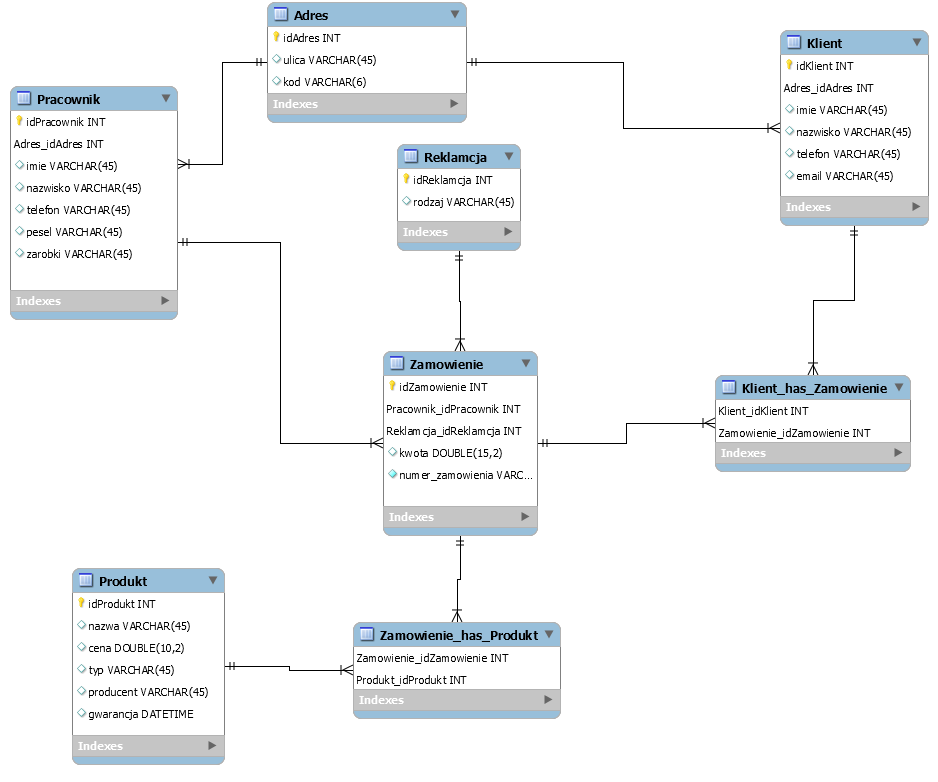 Adres
idAdres INT
ulica VARCHAR(45)
kod VARCHAR(6)
Indexes
Klient
idKlient INT
Adres_idAdres INT
imie VARCHAR(45)
nazwisko VARCHAR(45)
telefon VARCHAR(45)
email VARCHAR(45)
Indexes
Pracownik
idPracownik INT
Adres_idAdres INT
imie VARCHAR(45)
nazwisko VARCHAR(45)
telefon VARCHAR(45)
pesel VARCHAR(45)
zarobki VARCHAR(45)
Indexes
Reklamcja
idReklamcja INT
rodzaj VARCHAR(45)
Indexes
Zamowienie
idZamowienie INT
Pracownik_idPracownik INT
Reklamcja_idReklamcja INT
kwota DOUBLE(15,2)
numer_zamowienia VARC...
Indexes
Klient_has_Zamowienie
Klient_idKlient INT
Zamowienie_idZamowienie INT
Indexes
Produkt
idProdukt INT
nazwa VARCHAR(45)
cena DOUBLE(10,2)
typ VARCHAR(45)
producent VARCHAR(45)
gwarancja DATETIME
Indexes
Zamowienie_has_Produkt
Zamowienie_idZamowienie INT
Produkt_idProdukt INT
Indexes